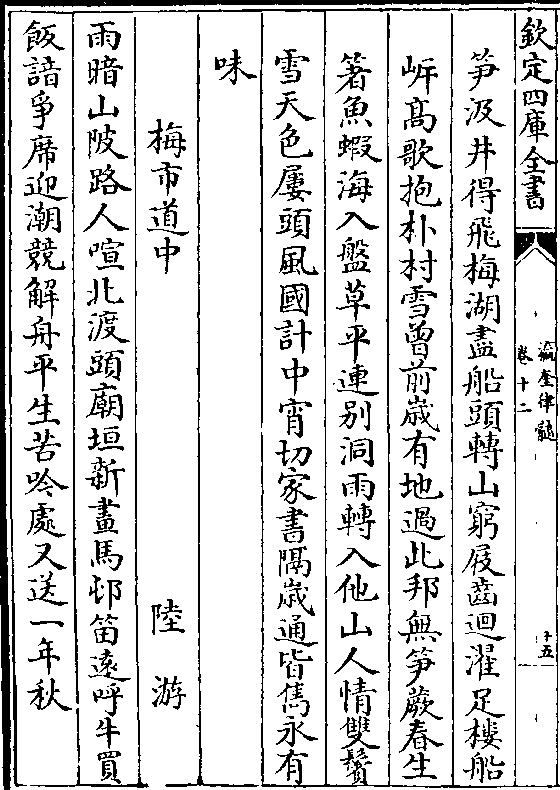 欽定四庫全書
瀛奎律髓
卷十二
十五
笋汲井得飛梅湖盡船頭轉山窮屐齒迴濯足樓船
㟁髙歌抱朴村雪曽前歳有地過此邦無笋蕨春生
箸魚蝦海入盤草平連别洞雨轉入他山人情雙鬢
雪天色屢頭風國計中宵切家書隔歳通皆雋永有
味
梅市道中
陸游
雨暗山陂路人喧北渡頭廟垣新畫馬邨笛遠呼牛買
飯諳爭席迎潮競解舟平生苦吟處又送一年秋